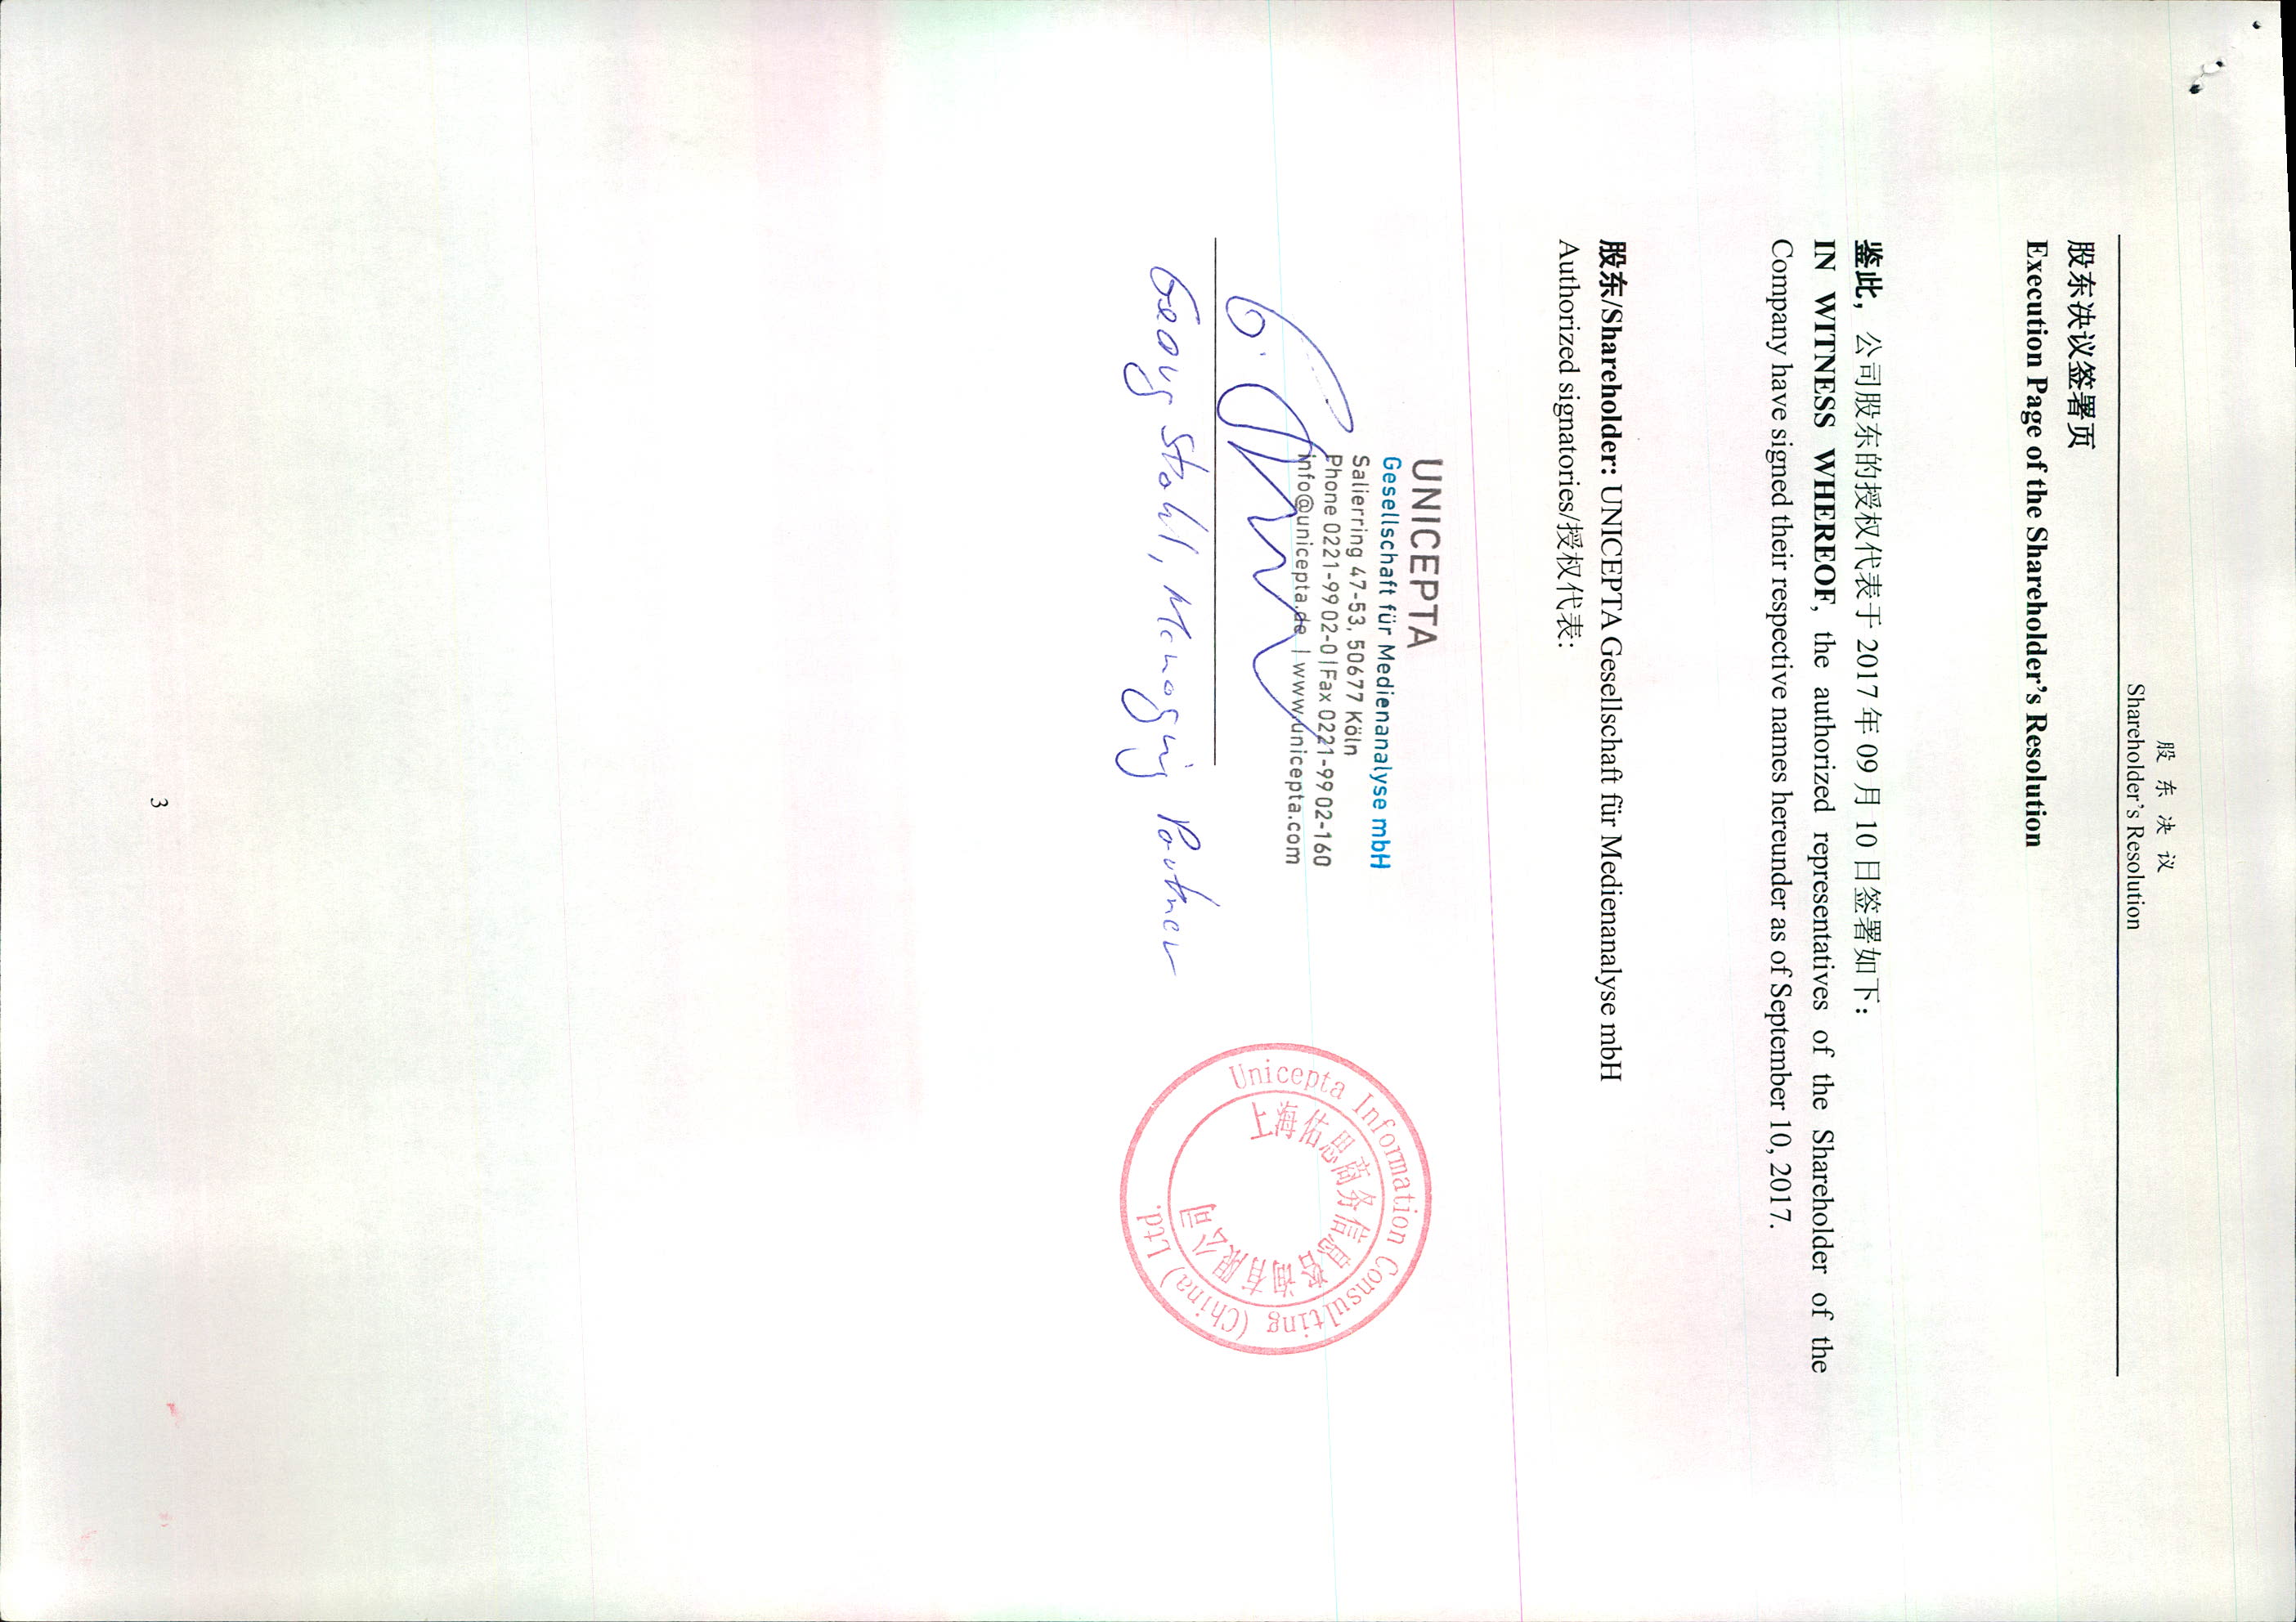 股 东 决 议
Shareholder's Resolution
股东决议签署页
Execution Page of the Shareholder's Resolution
鉴此，公司股东的授权代表于 2017 年 09 月 10 日签署如下：
IN WITNESS WHEREOF, the authorized representatives of the Shareholder of the
Company have signed their respective names hereunder as of September 10, 2017.
股东/Shareholder: UNICEPTA Gesellschaft für Medienanalyse mbH
Authorized signatories/授权代表:
UNICEPTA
Gesellschaft für Medienanalyse mbH
Salierring 47-53, 50677 Köln
Phone 0221-9902-0 | Fax 0221-9902-160
info@unicepta.de | www.unicepta.com
Georg Stahl, Managing Partner
Unicepta Information Consulting (China) Ltd.
上海佑思商务信息咨询有限公司
3